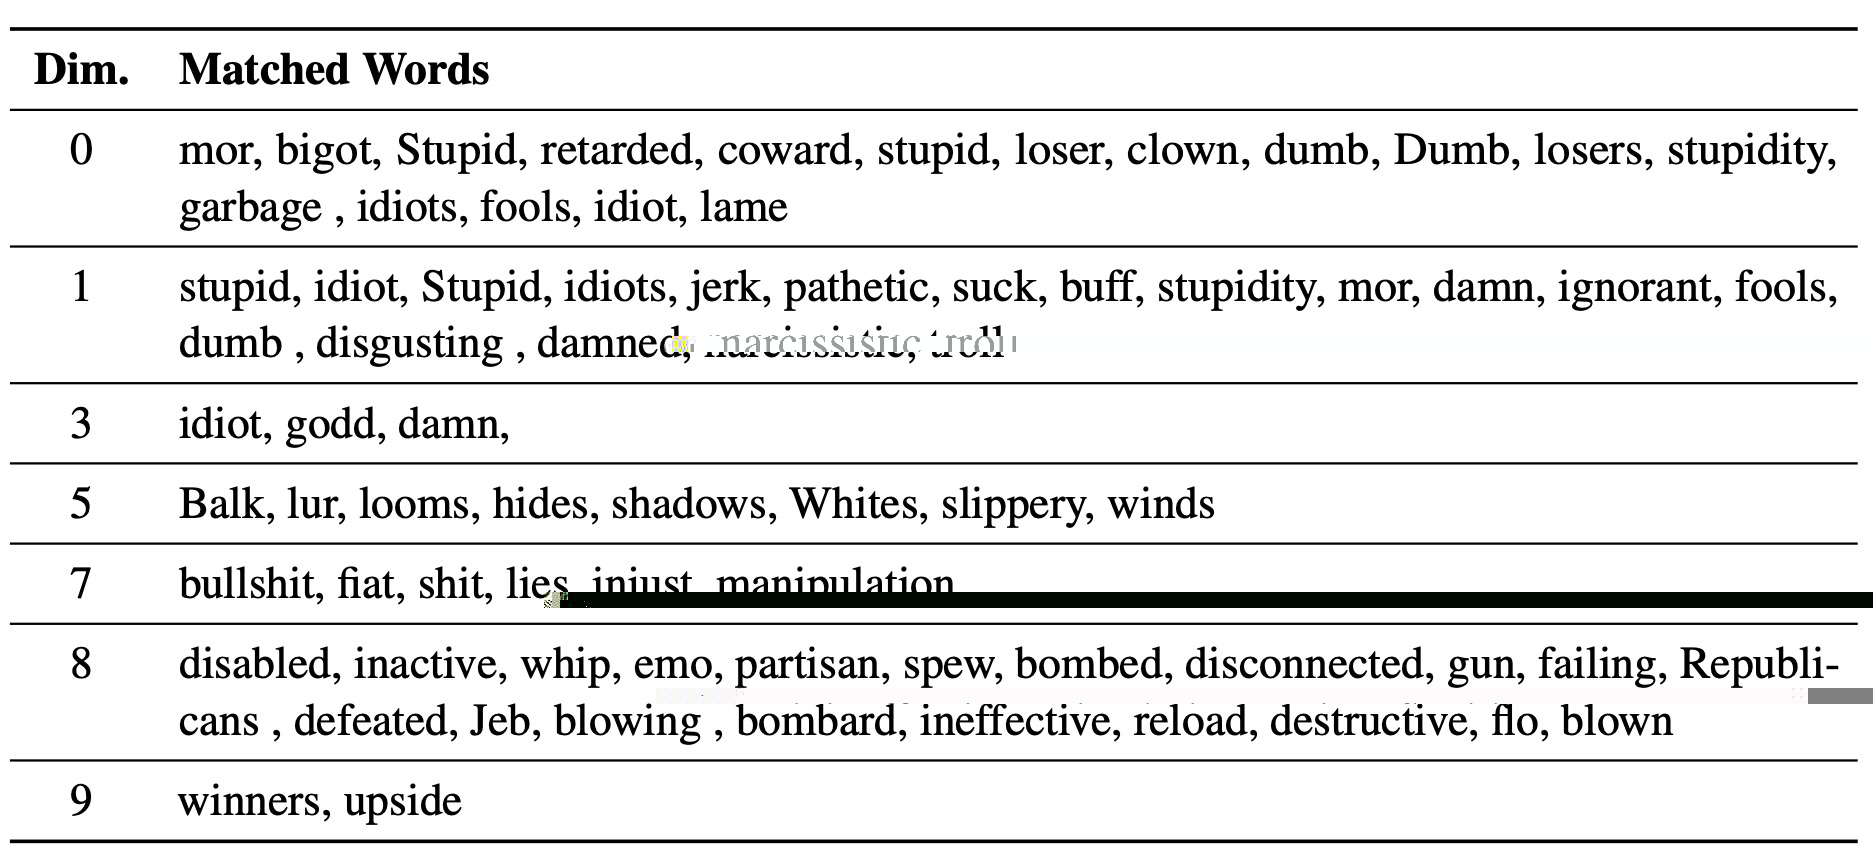 Dim. Matched Words
0 mor, bigot, Stupid, retarded, coward, stupid, loser, clown, dumb, Dumb, losers, stupidity,
garbage , idiots, fools, idiot, lame
1 stupid, idiot, Stupid, idiots, jerk, pathetic, suck, buff, stupidity, mor, damn, ignorant, fools,
dumb , disgusting , damned, narcissistic, troll
3 idiot, godd, damn,
5 Balk, lur, looms, hides, shadows, Whites, slippery, winds
7 bullshit, fiat, shit, lies, injust, manipulation
8 disabled, inactive, whip, emo, partisan, spew, bombed, disconnected, gun, failing, Republi-
cans , defeated, Jeb, blowing , bombard, ineffective, reload, destructive, flo, blown
9 winners, upside